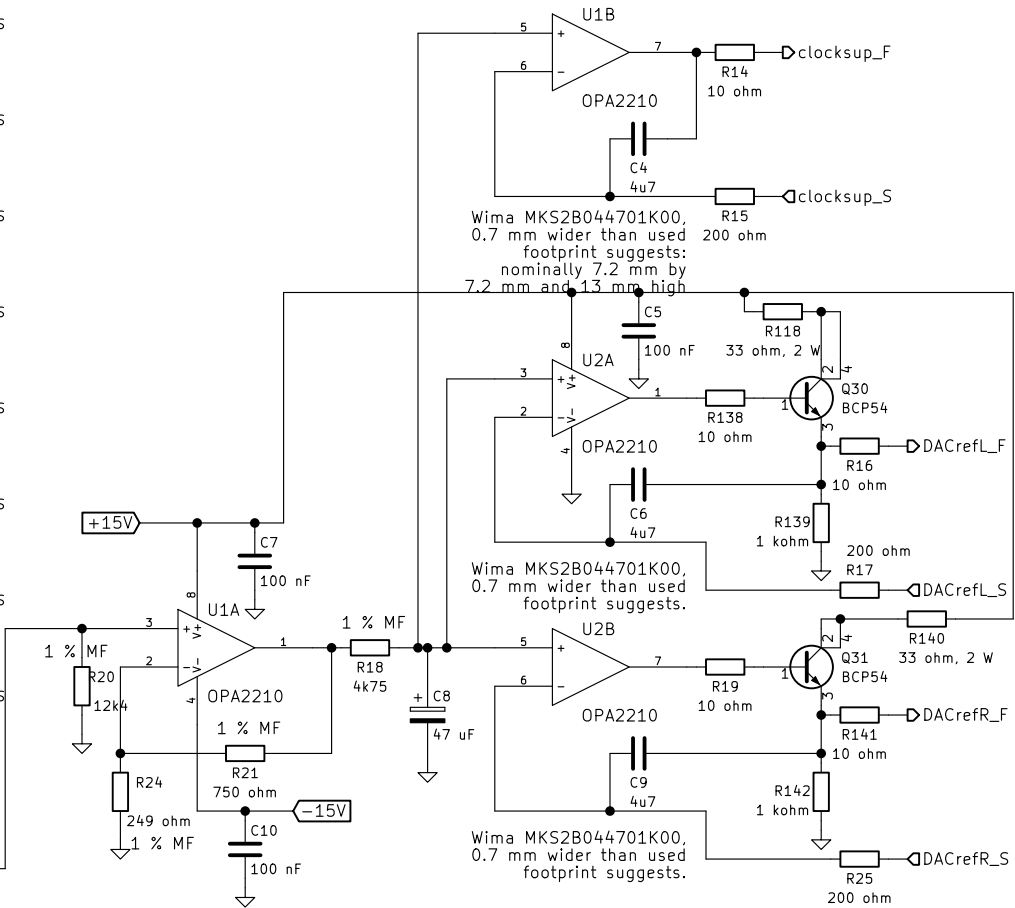 S
S
S
S
S
S
S
S
U1B
5
+
7
6
−
R14
10 ohm
clocksup_F
OPA2210
C4
4u7
R15
200 ohm
clocksup_S
Wima MKS2B044701K00,
0.7 mm wider than used
footprint suggests:
nominally 7.2 mm by
7.2 mm and 13 mm high
C5
100 nF
R118
33 ohm, 2 W
8
U2A
3
+
V+
1
2
−
V−
4
OPA2210
R138
10 ohm
1
2
4
3
Q30
BCP54
R16
10 ohm
DACrefL_F
C6
4u7
R139
1 kohm
200 ohm
R17
DACrefL_S
Wima MKS2B044701K00,
0.7 mm wider than used
footprint suggests.
+15V
C7
100 nF
8
U1A
3
+
V+
1
2
−
V−
4
OPA2210
1 % MF
R20
12k4
1 % MF
R18
4k75
+
C8
47 uF
1 % MF
R21
750 ohm
R24
249 ohm
1 % MF
−15V
C10
100 nF
U2B
5
+
7
6
−
OPA2210
R19
10 ohm
1
2
4
3
Q31
BCP54
R140
33 ohm, 2 W
R141
10 ohm
DACrefR_F
C9
4u7
R142
1 kohm
Wima MKS2B044701K00,
0.7 mm wider than used
footprint suggests.
R25
200 ohm
DACrefR_S